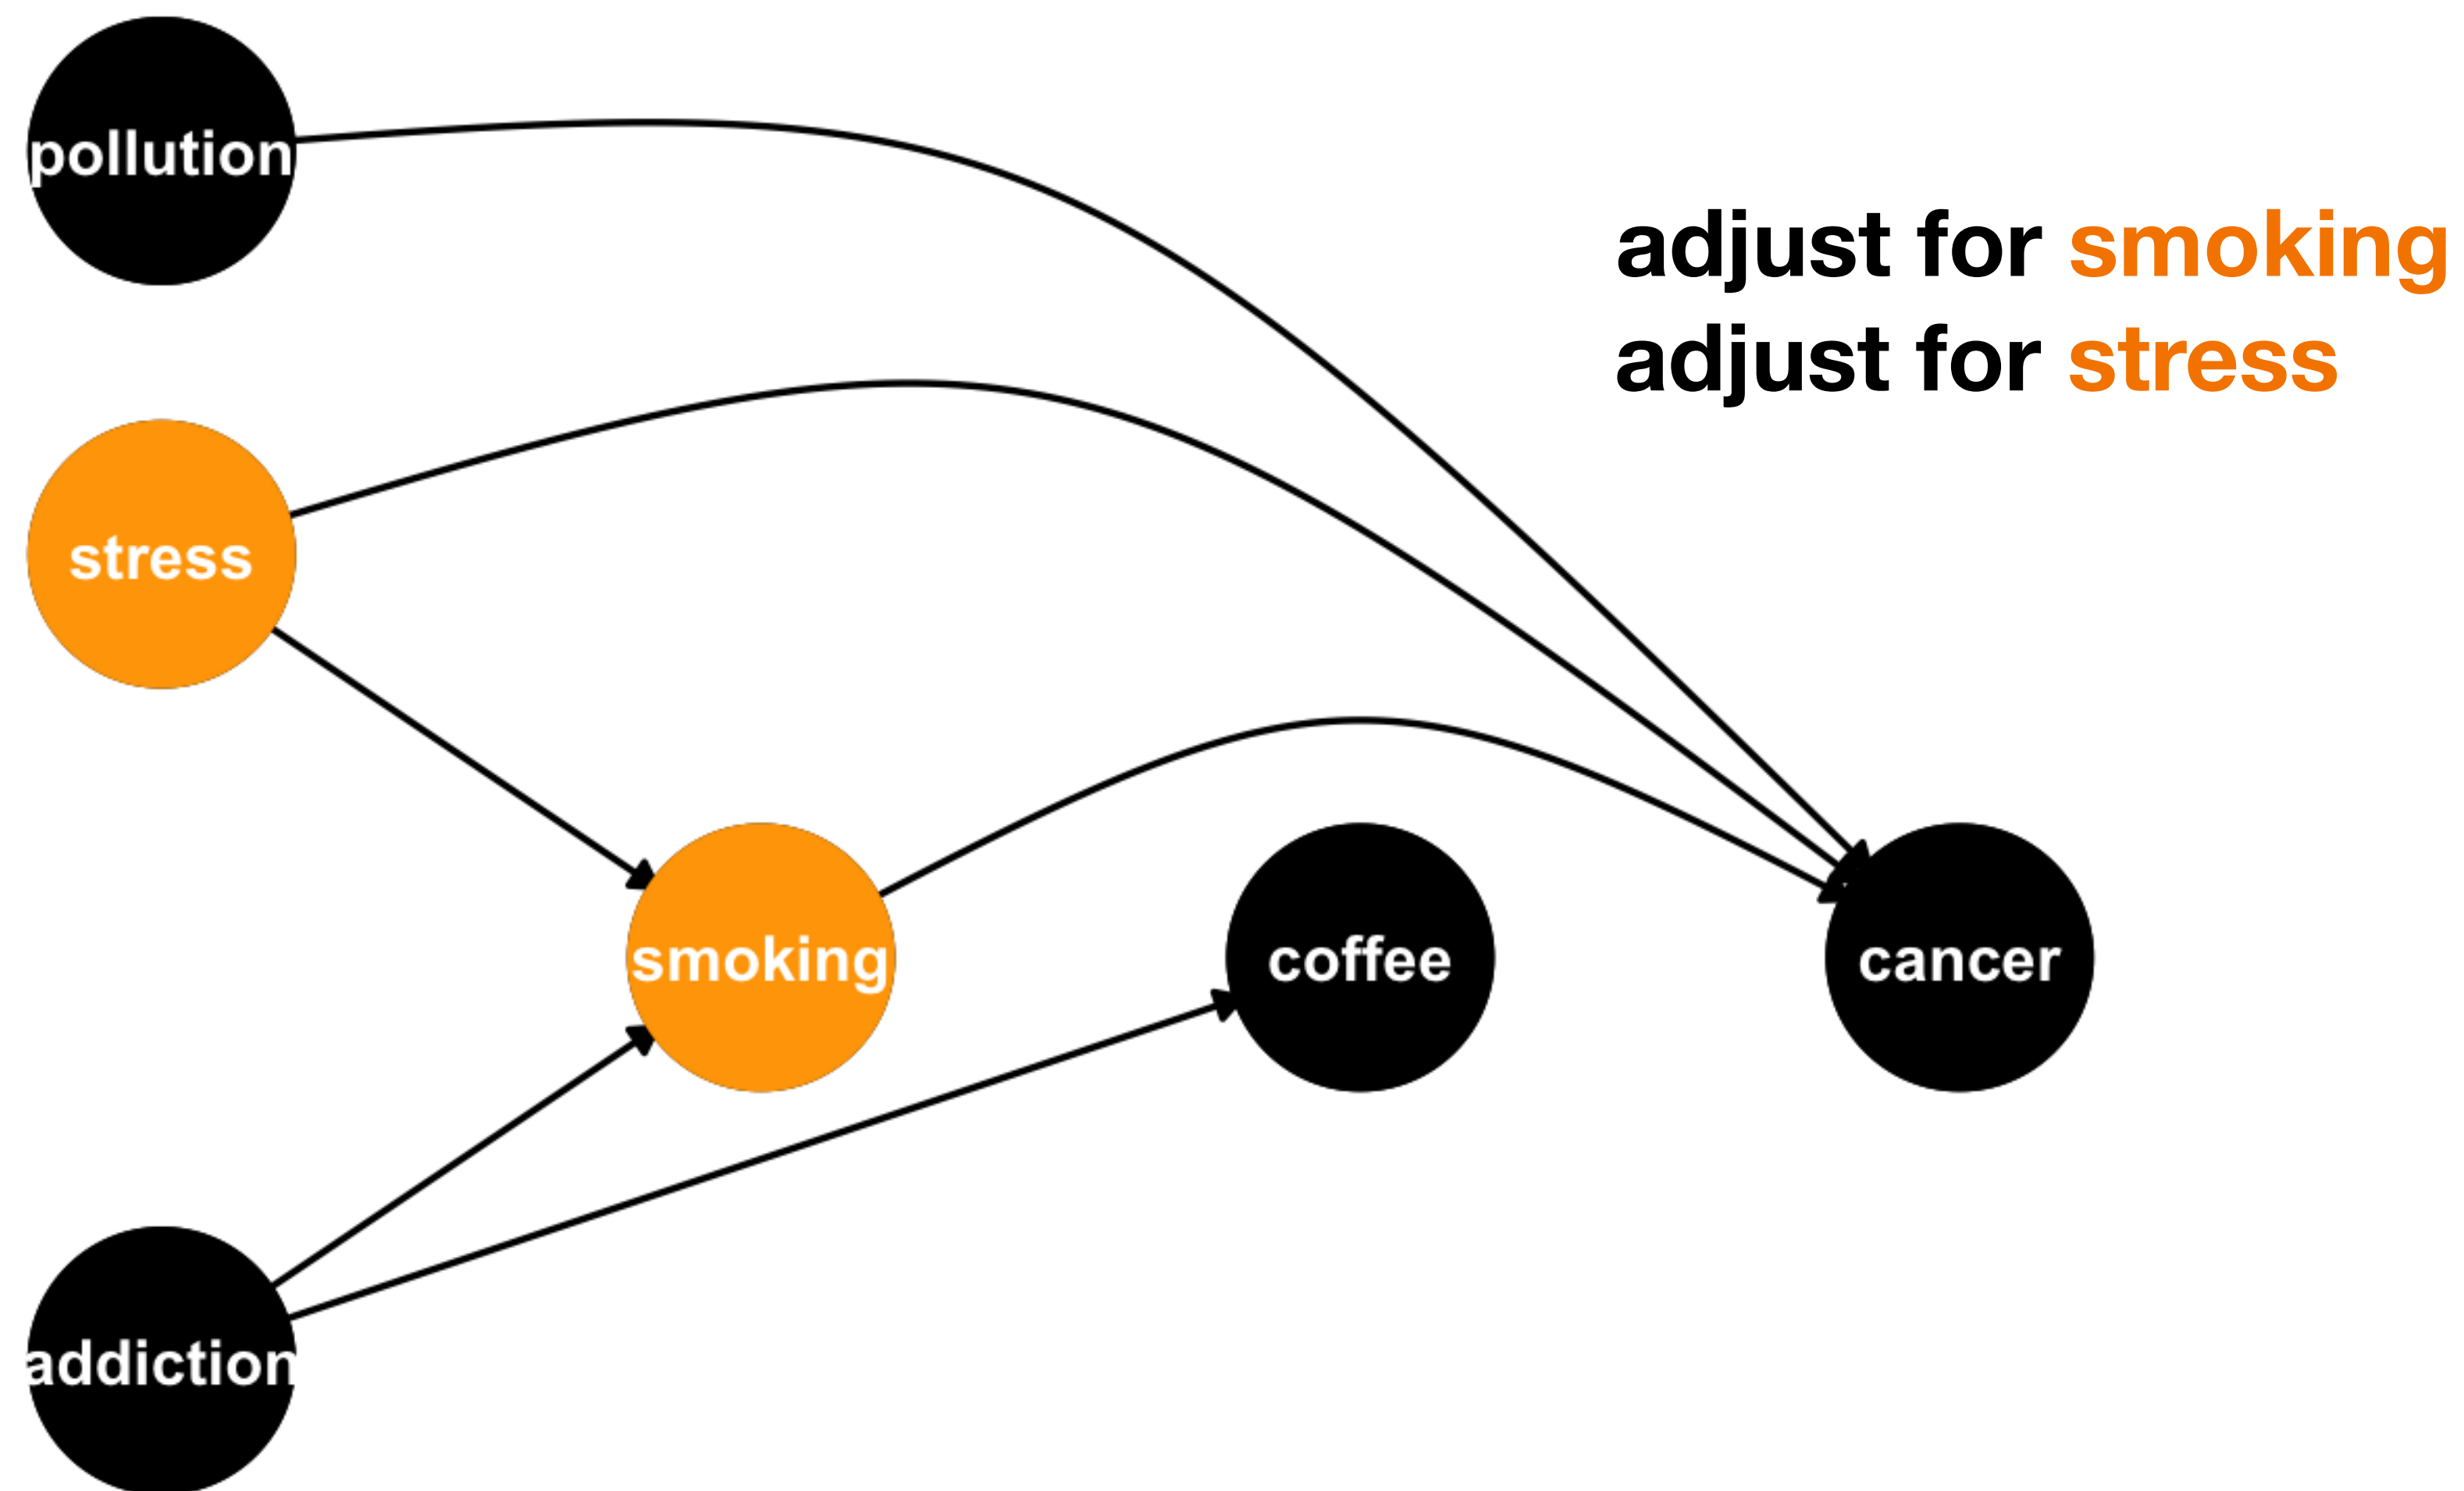 pollution
adjust for smoking
adjust for stress
stress
smoking
coffee
cancer
addiction